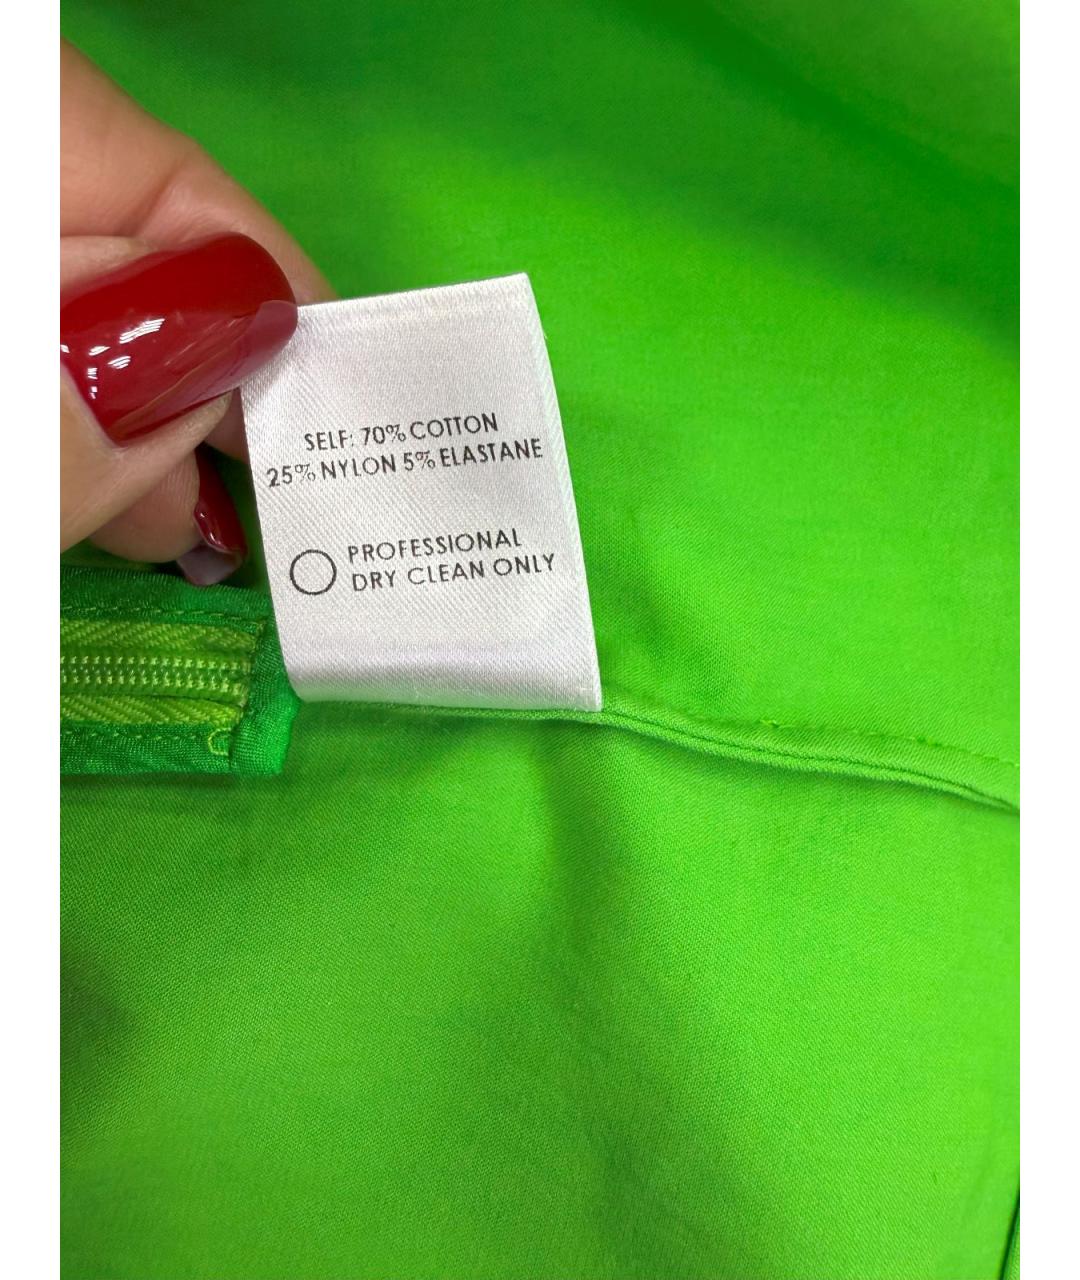 SELF: 70% COTTON
25% NYLON 5% ELASTANE
PROFESSIONAL
DRY CLEAN ONLY